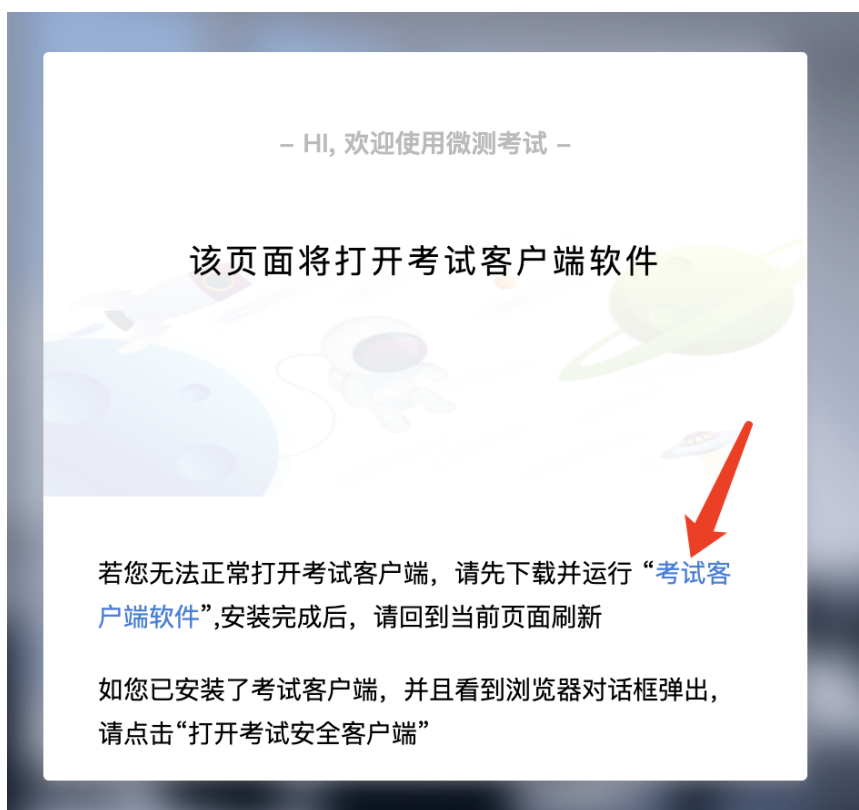 – HI, 欢迎使用微测考试 –
该页面将打开考试客户端软件
若您无法正常打开考试客户端，请先下载并运行 “考试客
户端软件”,安装完成后，请回到当前页面刷新
如您已安装了考试客户端，并且看到浏览器对话框弹出，
请点击“打开考试安全客户端”